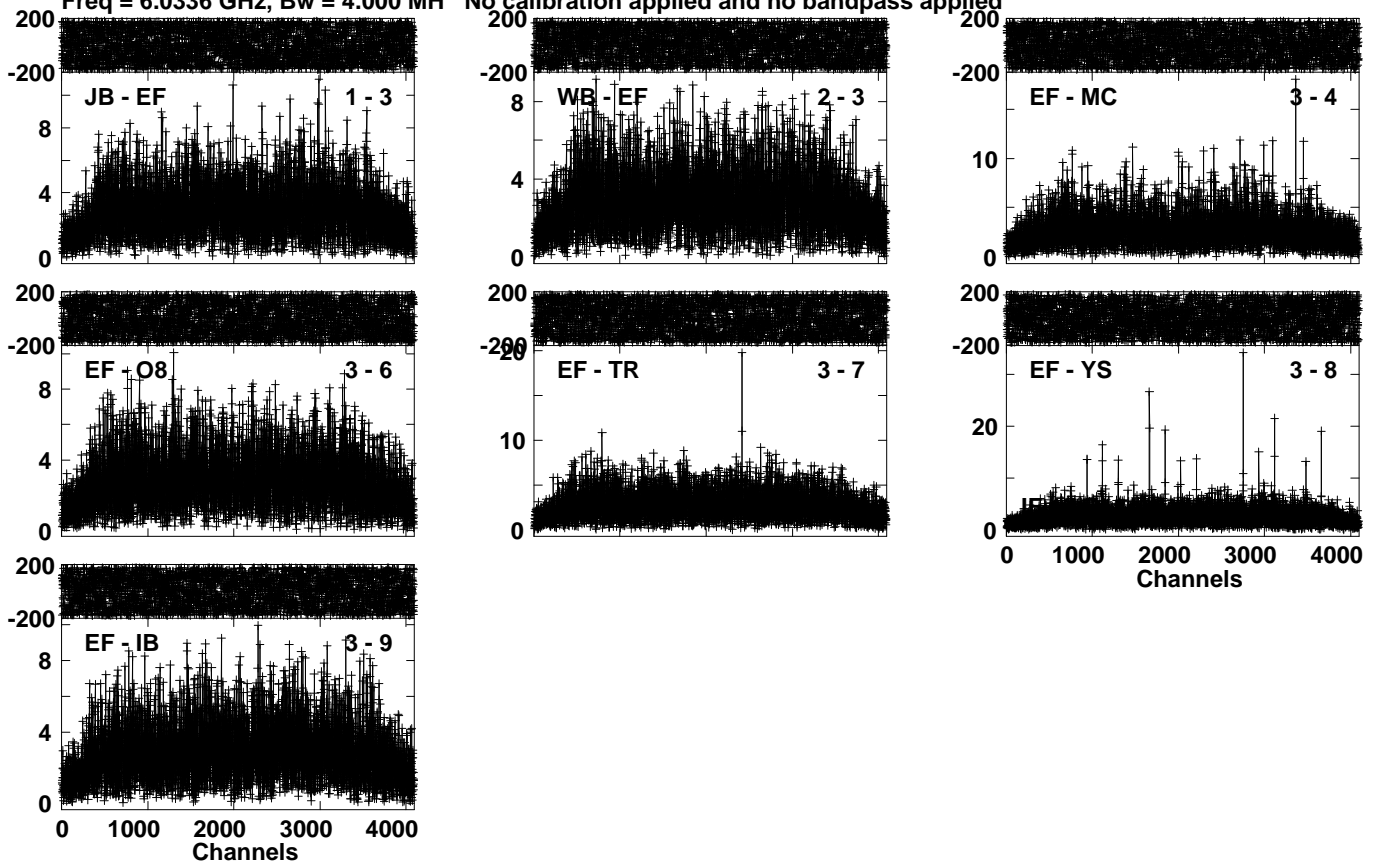 Freq = 6.0336 GHz, Bw = 4.000 MH No calibration applied and no bandpass applied
200
-200
JB - EF 1 - 3
8
4
0
200
-200
WB - EF 2 - 3
8
4
0
200
-200
EF - MC 3 - 4
10
0
200
-200
EF - O8 3 - 6
8
4
0
200
-200
20
EF - TR 3 - 7
10
0
200
-200
EF - YS 3 - 8
20
0
IF
0 1000 2000 3000 4000
Channels
200
-200
EF - IB 3 - 9
8
4
0
0 1000 2000 3000 4000
Channels